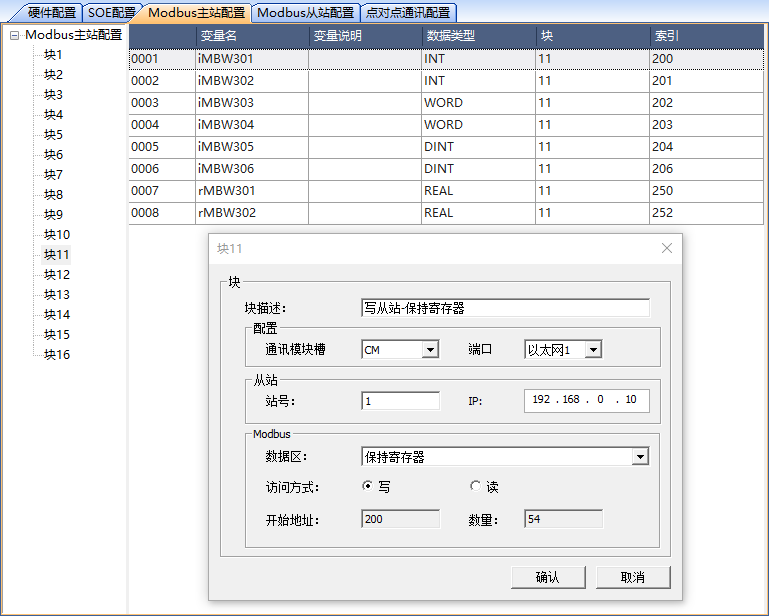 硬件配置 SOE配置 Modbus主站配置 Modbus从站配置 点对点通讯配置
Modbus主站配置
块1
块2
块3
块4
块5
块6
块7
块8
块9
块10
块11
块12
块13
块14
块15
块16
变量名 变量说明 数据类型 块 索引
0001 iMBW301 INT 11 200
0002 iMBW302 INT 11 201
0003 iMBW303 WORD 11 202
0004 iMBW304 WORD 11 203
0005 iMBW305 DINT 11 204
0006 iMBW306 DINT 11 206
0007 rMBW301 REAL 11 250
0008 rMBW302 REAL 11 252
块11
块
块描述： 写从站-保持寄存器
配置
通讯模块槽 CM 端口 以太网1
从站
站号： 1 IP: 192 . 168 . 0 . 10
Modbus
数据区： 保持寄存器
访问方式： 写 读
开始地址： 200 数量： 54
确认 取消